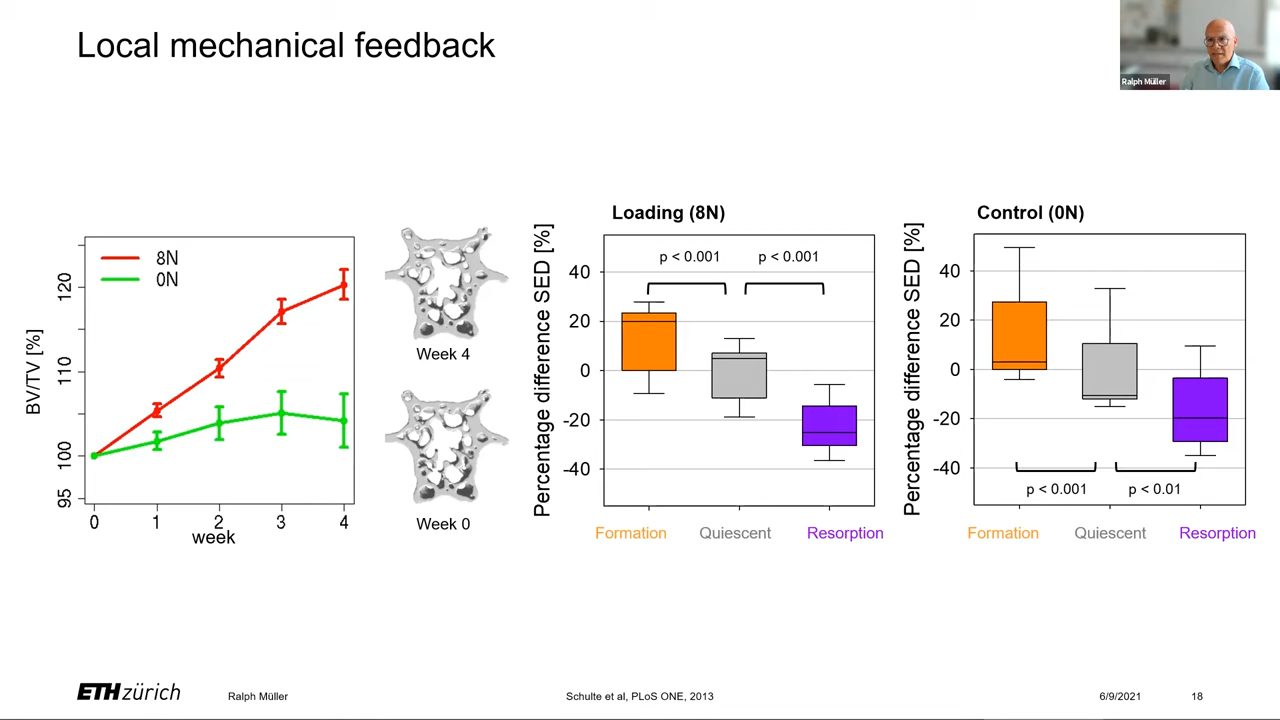 Local mechanical feedback
Ralph Müller
8N
0N
BV/TV [%]
120
110
100
95
0 1 2 3 4
week
Week 4
Week 0
Loading (8N)
Percentage difference SED [%]
p < 0.001 p < 0.001
40
20
0
-20
-40
Formation Quiescent Resorption
Control (0N)
Percentage difference SED [%]
40
20
0
-20
-40
p < 0.001 p < 0.01
Formation Quiescent Resorption
ETH zürich Ralph Müller Schulte et al, PLoS ONE, 2013 6/9/2021 18